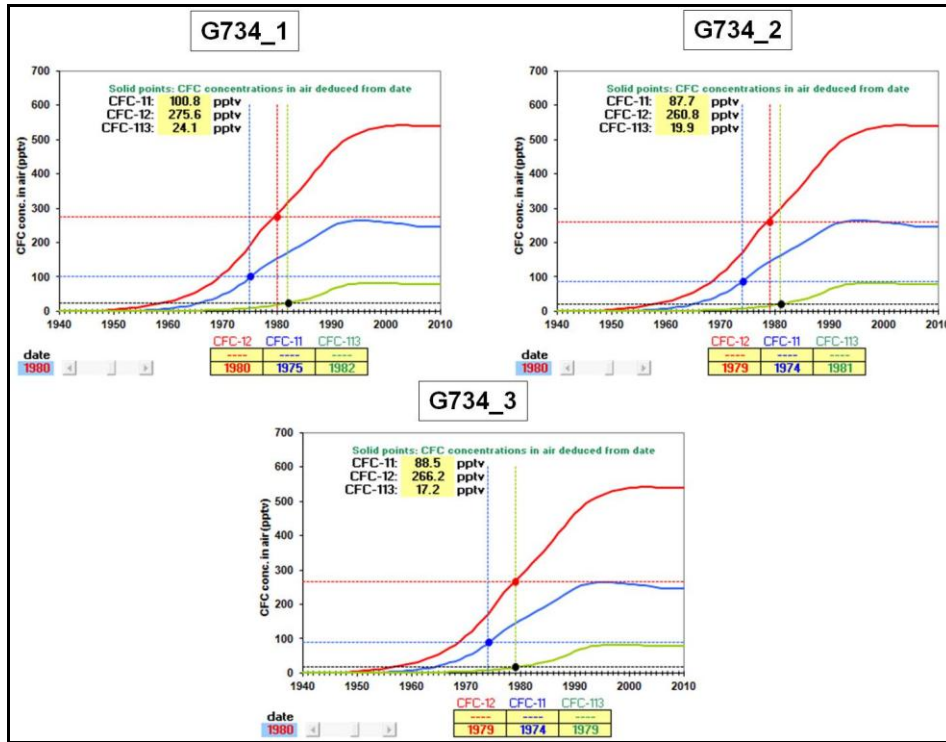 G734_1
700
600
500
400
300
200
100
0
CFC conc. in air (pptv)
Solid points: CFC concentrations in air deduced from date
CFC-11: 100.8 pptv
CFC-12: 275.6 pptv
CFC-113: 24.1 pptv
1940 1950 1960 1970 1980 1990 2000 2010
CFC-12 CFC-11 CFC-113
---- ---- ----
1980 1975 1982
date
1980
G734_2
700
600
500
400
300
200
100
0
CFC conc. in air (pptv)
Solid points: CFC concentrations in air deduced from date
CFC-11: 87.7 pptv
CFC-12: 260.8 pptv
CFC-113: 19.9 pptv
1940 1950 1960 1970 1980 1990 2000 2010
CFC-12 CFC-11 CFC-113
---- ---- ----
1979 1974 1981
date
1980
G734_3
700
600
500
400
300
200
100
0
CFC conc. in air (pptv)
Solid points: CFC concentrations in air deduced from date
CFC-11: 88.5 pptv
CFC-12: 266.2 pptv
CFC-113: 17.2 pptv
1940 1950 1960 1970 1980 1990 2000 2010
CFC-12 CFC-11 CFC-113
---- ---- ----
1979 1974 1979
date
1980